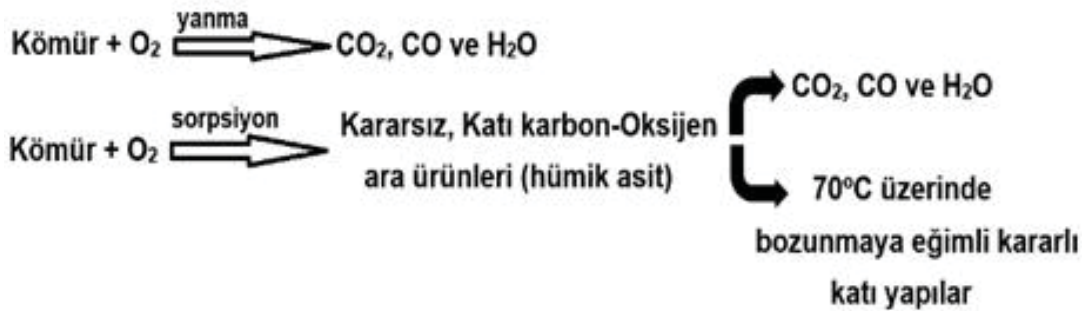 yanma
Kömür + O₂ CO₂, CO ve H₂O
sorpsiyon
Kömür + O₂
Kararsız, Katı karbon-Oksijen
ara ürünleri (hümik asit)
CO₂, CO ve H₂O
70ºC üzerinde
bozunmaya eğimli kararlı
katı yapılar